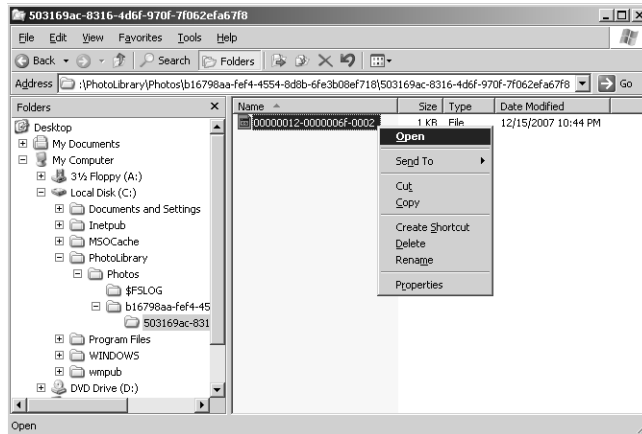 503169ac-8316-4d6f-970f-7f062efa67f8
File Edit View Favorites Tools Help
Back Search Folders
Address :\PhotoLibrary\Photos\b16798aa-fef4-4554-8d8b-6fe3b08ef718\503169ac-8316-4d6f-970f-7f062efa67f8 Go
Folders
Name Size Type Date Modified
Desktop
My Documents
My Computer
3½ Floppy (A:)
Local Disk (C:)
Documents and Settings
Inetpub
MSOCache
PhotoLibrary
Photos
$FSLOG
b16798aa-fef4-45
503169ac-831
Program Files
WINDOWS
wmpub
DVD Drive (D:)
00000012-0000006f-0002 1 KB File 12/15/2007 10:44 PM
Open
Send To
Cut
Copy
Create Shortcut
Delete
Rename
Properties
Open